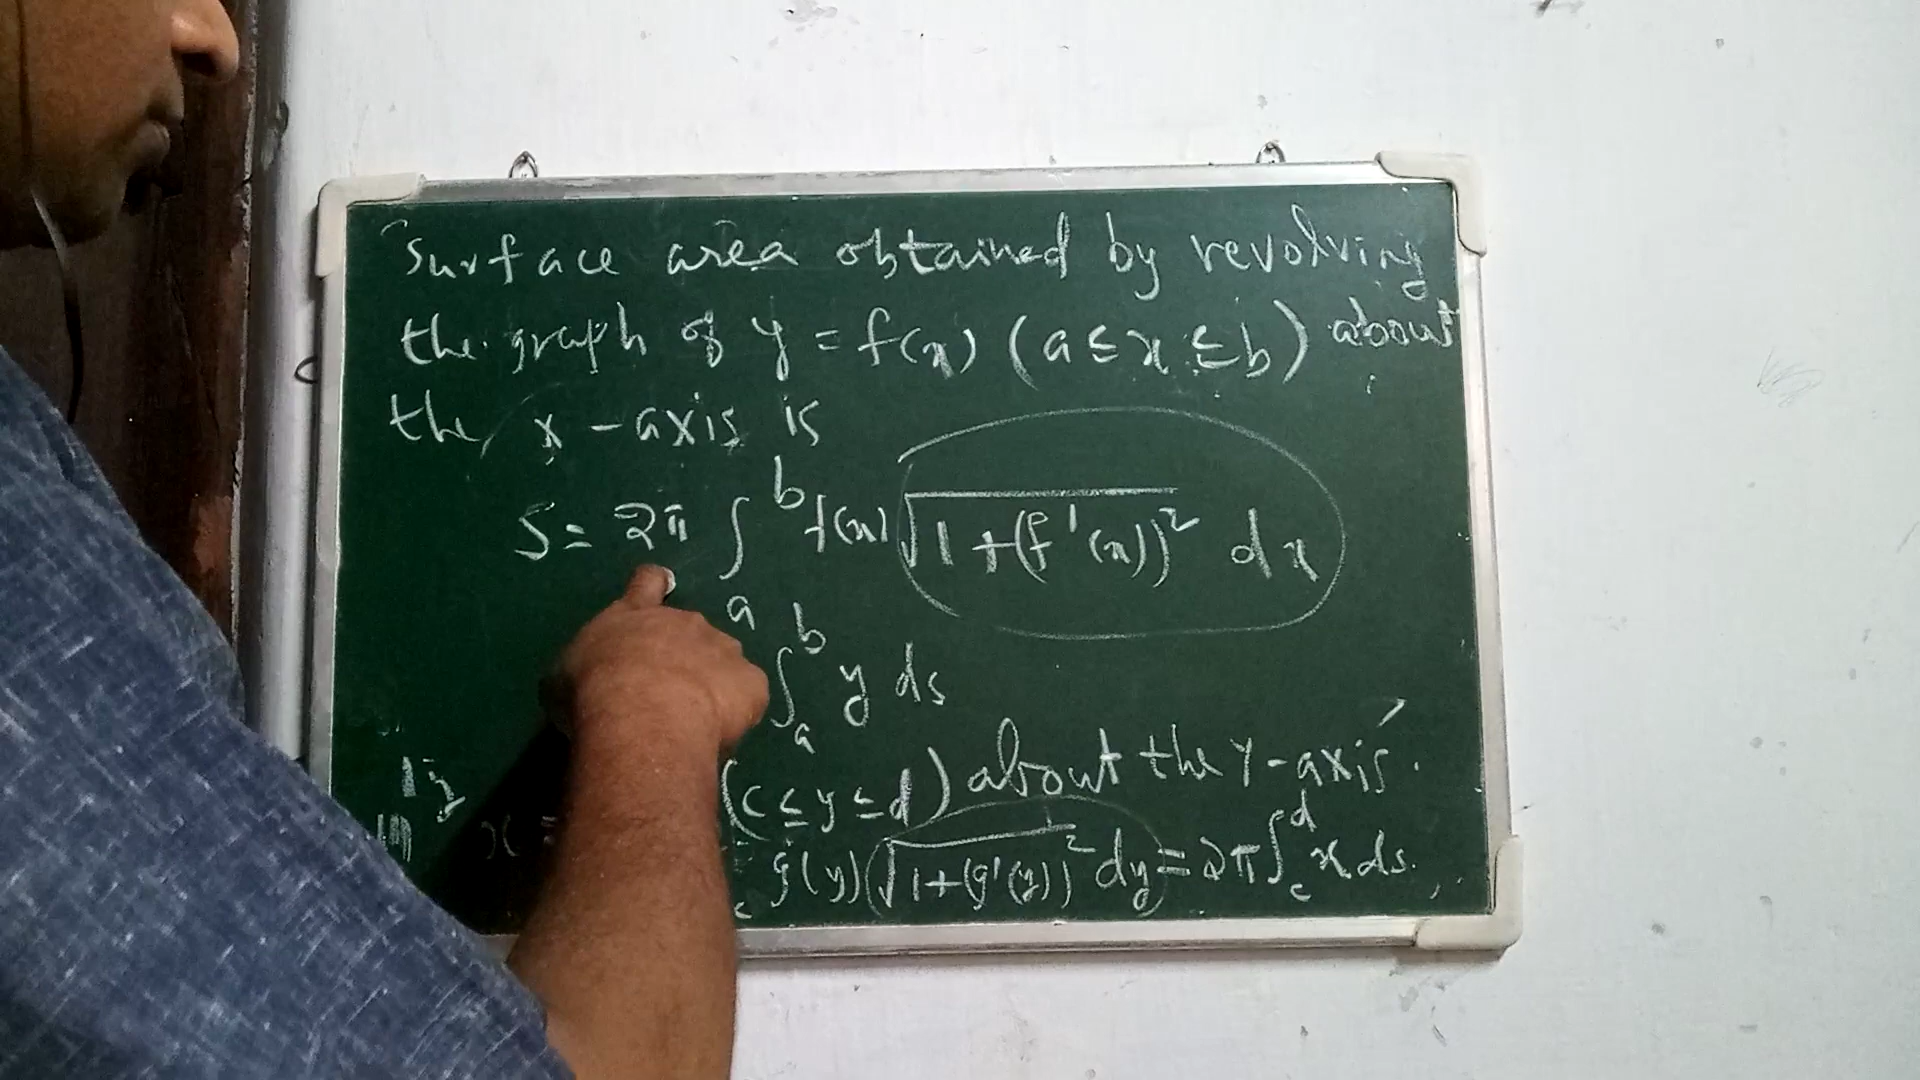 surface area obtained by revolving
the graph of y = f(x) (a ≤ x ≤ b) about
the x-axis is
S = 2π ∫_a^b f(x) √(1+(f'(x))²) dx
∫_a^b y ds
x = (c ≤ y ≤ d) about the y-axis.
g(y) √(1+(g'(y))²) dy = 2π ∫_c^d x ds.